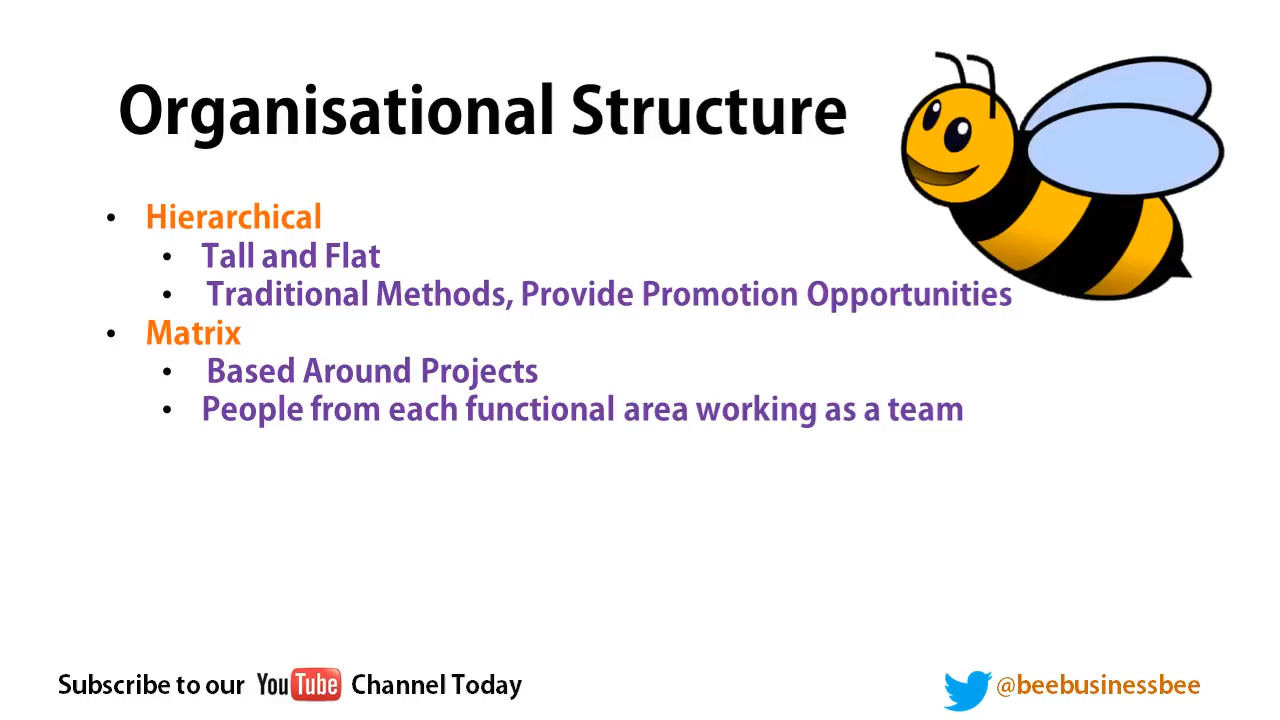 Organisational Structure
• Hierarchical
• Tall and Flat
• Traditional Methods, Provide Promotion Opportunities
• Matrix
• Based Around Projects
• People from each functional area working as a team
Subscribe to our YouTube Channel Today
@beebusinessbee